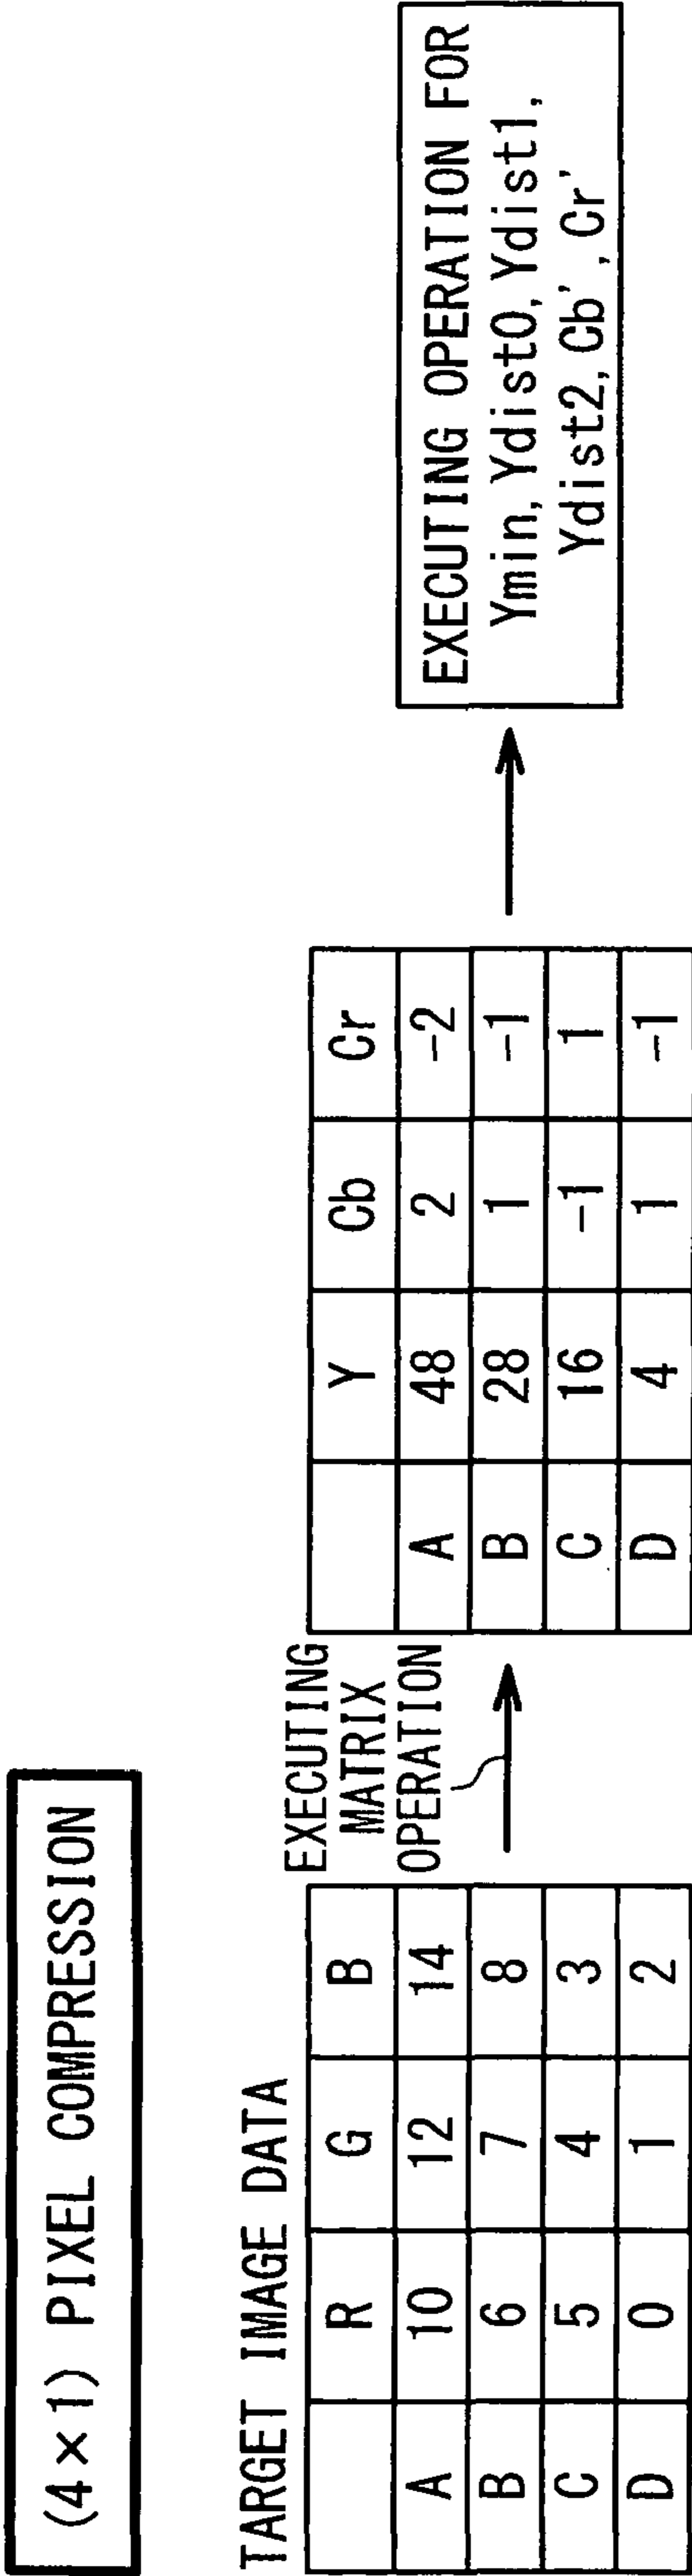 (4×1) PIXEL COMPRESSION
TARGET IMAGE DATA
R G B
A 10 12 14
B 6 7 8
C 5 4 3
D 0 1 2
EXECUTING
MATRIX
OPERATION
Y Cb Cr
A 48 2 -2
B 28 1 -1
C 16 -1 1
D 4 1 -1
EXECUTING OPERATION FOR
Ymin, Ydist0, Ydist1,
Ydist2, Cb', Cr'